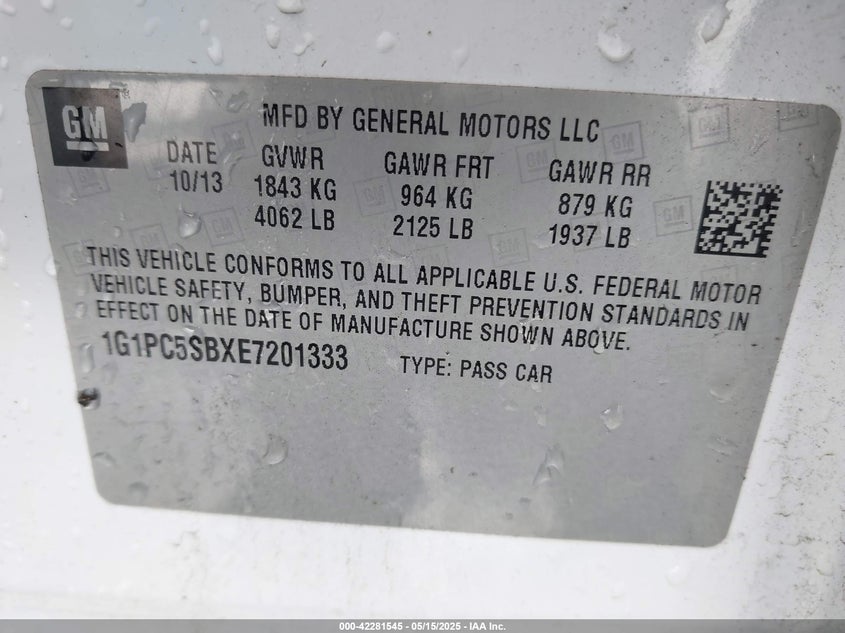 GM
MFD BY GENERAL MOTORS LLC
DATE GVWR GAWR FRT GAWR RR
10/13 1843 KG 964 KG 879 KG
4062 LB 2125 LB 1937 LB
THIS VEHICLE CONFORMS TO ALL APPLICABLE U.S. FEDERAL MOTOR
VEHICLE SAFETY, BUMPER, AND THEFT PREVENTION STANDARDS IN
EFFECT ON THE DATE OF MANUFACTURE SHOWN ABOVE.
1G1PC5SBXE7201333 TYPE: PASS CAR
000-42281545 - 05/15/2025 - IAA Inc.